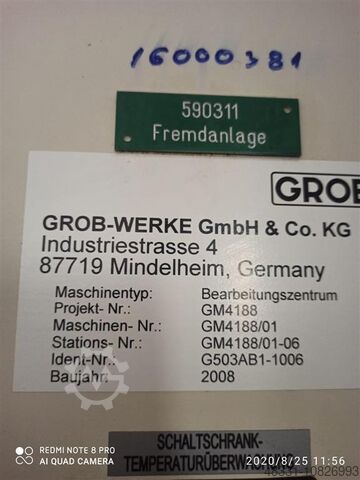 16000381
590311
Fremdanlage
GROB
GROB-WERKE GmbH & Co. KG
Industriestrasse 4
87719 Mindelheim, Germany
Maschinentyp: Bearbeitungszentrum
Projekt- Nr.: GM4188
Maschinen- Nr.: GM4188/01
Stations- Nr.: GM4188/01-06
Ident-Nr.: G503AB1-1006
Baujahr: 2008
SCHALTSCHRANK-
TEMPERATURÜBERWACHUNG
REDMI NOTE 8 PRO
AI QUAD CAMERA
2020/8/25 11:56